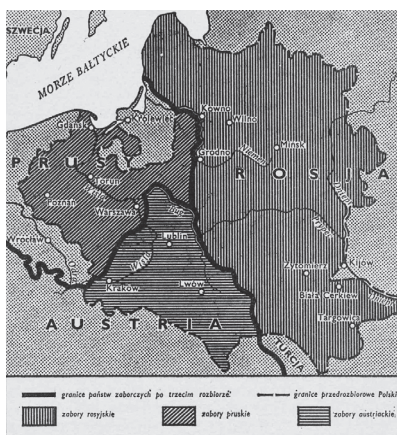 SZWECJA
MORZE BAŁTYCKIE
Gdańsk
Królewiec
Kowno
Wilno
Grodno
Niemen
Mińsk
PRUSY
ROSJA
Toruń
Poznań
Wisła
Warszawa
Bug
Wrocław
Odra
Lublin
Wisła
Kraków
Lwów
Żytomierz
Kijów
Biała Cerkiew
Targowica
AUSTRIA
TURCJA
granice państw zaborczych po trzecim rozbiorze
granice przedrozbiorowe Polski
zabory rosyjskie
zabory pruskie
zabory austriackie